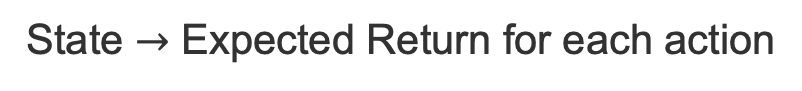 State → Expected Return for each action